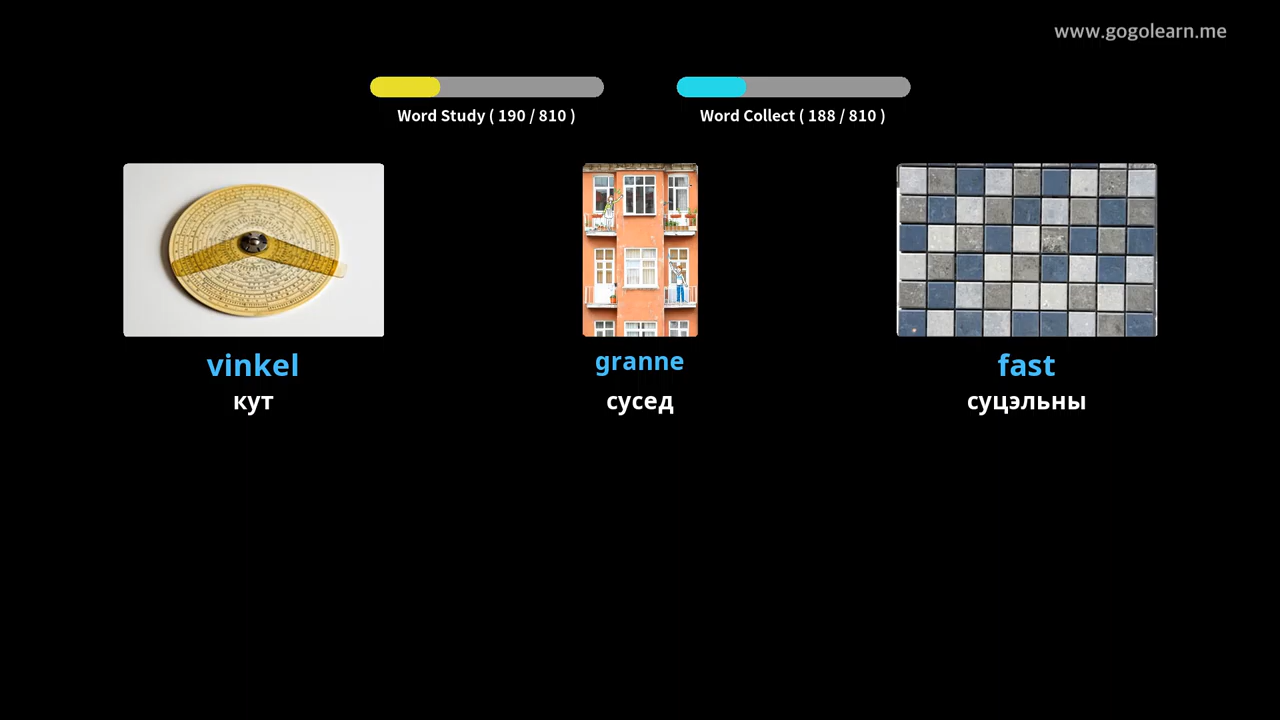 www.gogolearn.me
Word Study ( 190 / 810 )
Word Collect ( 188 / 810 )
vinkel
кут
granne
сусед
fast
суцэльны